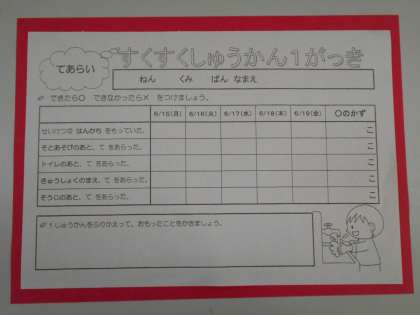 てあらい
すくすくしゅうかん1がっき
ねん くみ ばん なまえ
できたら○ できなかったら× をつけましょう。
6/15(月) 6/16(火) 6/17(水) 6/18(木) 6/19(金) ○のかず
せいけつな はんかち をもっていた。 こ
そとあそびのあと、て をあらった。 こ
トイレのあと、て をあらった。 こ
きゅうしょくのまえ、て をあらった。 こ
そうじのあと、て をあらった。 こ
1しゅうかんをふりかえって、おもったことをかきましょう。